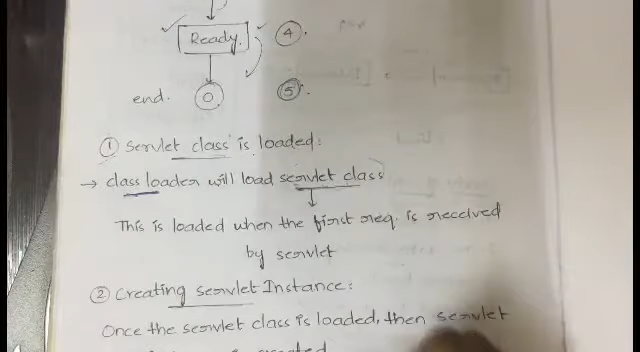 Ready.
4
end.
5
1 Servlet class is loaded:
→ class loader will load servlet class
This is loaded when the first req. is received
by servlet
2 Creating servlet Instance:
Once the servlet class is loaded, then servlet
created